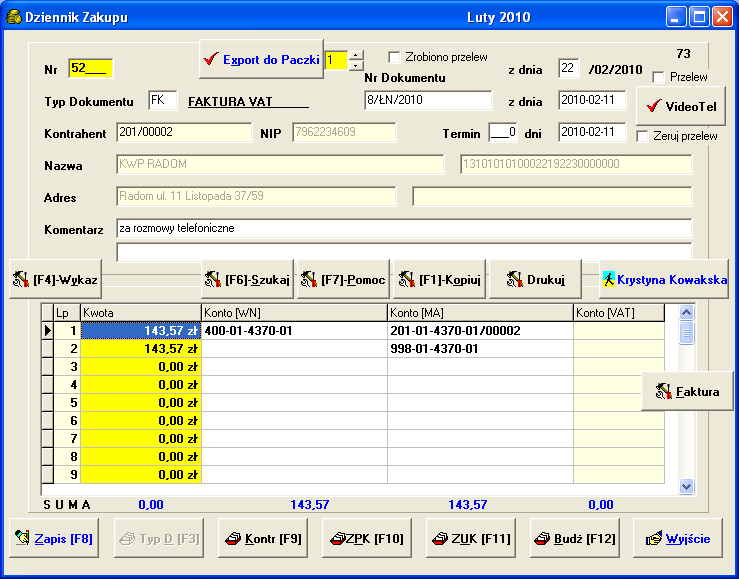 Dziennik Zakupu Luty 2010
Nr 52___ Export do Paczki 1 Zrobiono przelew z dnia 22 /02/2010 73
Przelew
Nr Dokumentu
Typ Dokumentu FK FAKTURA VAT 8/ŁN/2010 z dnia 2010-02-11 VideoTel
Kontrahent 201/00002 NIP 7962234609 Termin ___0 dni 2010-02-11 Zeruj przelew
Nazwa KWP RADOM 13101010100022192230000000
Adres Radom ul. 11 Listopada 37/59
Komentarz za rozmowy telefoniczne
[F4]-Wykaz [F6]-Szukaj [F7]-Pomoc [F1]-Kopiuj Drukuj Krystyna Kowakska
Lp Kwota Konto [WN] Konto [MA] Konto [VAT]
1 143,57 zł 400-01-4370-01 201-01-4370-01/00002
2 143,57 zł 998-01-4370-01
3 0,00 zł
4 0,00 zł
5 0,00 zł
6 0,00 zł
7 0,00 zł
8 0,00 zł
9 0,00 zł
Faktura
S U M A 0,00 143,57 143,57 0,00
Zapis [F8] Typ D [F3] Kontr [F9] ZPK [F10] ZUK [F11] Budż [F12] Wyjście